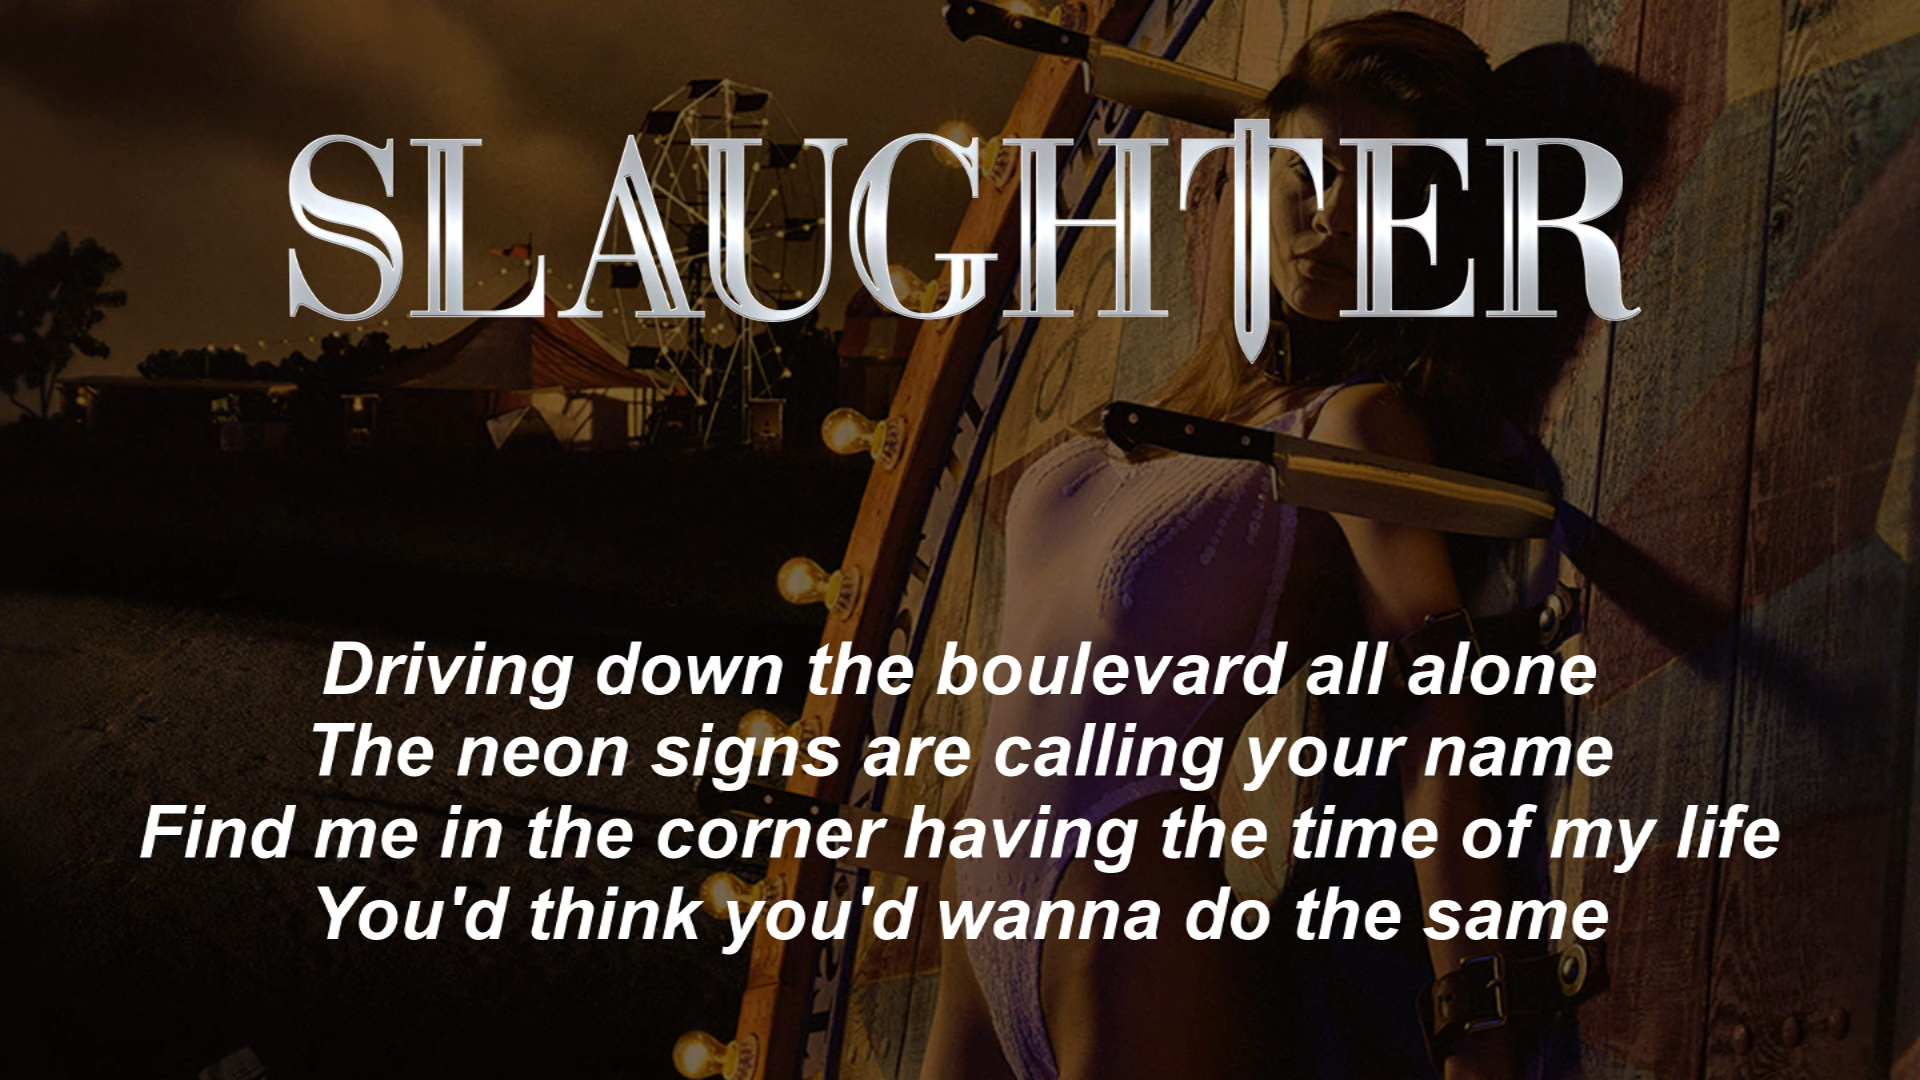 SLAUGHTER
Driving down the boulevard all alone
The neon signs are calling your name
Find me in the corner having the time of my life
You'd think you'd wanna do the same